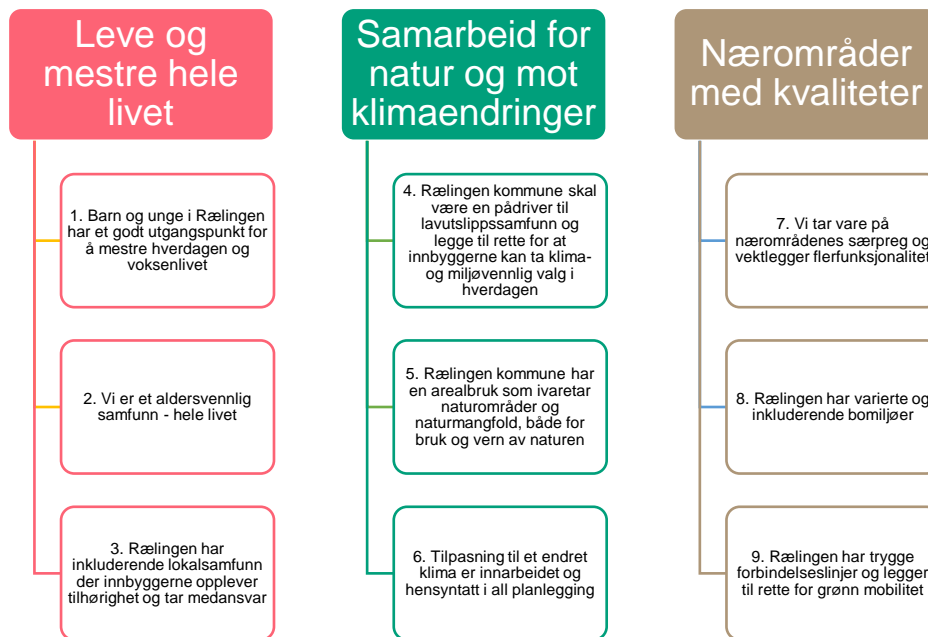 Leve og
mestre hele
livet
1. Barn og unge i Rælingen
har et godt utgangspunkt for
å mestre hverdagen og
voksenlivet
2. Vi er et aldersvennlig
samfunn - hele livet
3. Rælingen har
inkluderende lokalsamfunn
der innbyggerne opplever
tilhørighet og tar medansvar
Samarbeid for
natur og mot
klimaendringer
4. Rælingen kommune skal
være en pådriver til
lavutslippssamfunn og
legge til rette for at
innbyggerne kan ta klima-
og miljøvennlig valg i
hverdagen
5. Rælingen kommune har
en arealbruk som ivaretar
naturområder og
naturmangfold, både for
bruk og vern av naturen
6. Tilpasning til et endret
klima er innarbeidet og
hensyntatt i all planlegging
Nærområder
med kvaliteter
7. Vi tar vare på
nærområdenes særpreg og
vektlegger flerfunksjonalitet
8. Rælingen har varierte og
inkluderende bomiljøer
9. Rælingen har trygge
forbindelseslinjer og legger
til rette for grønn mobilitet